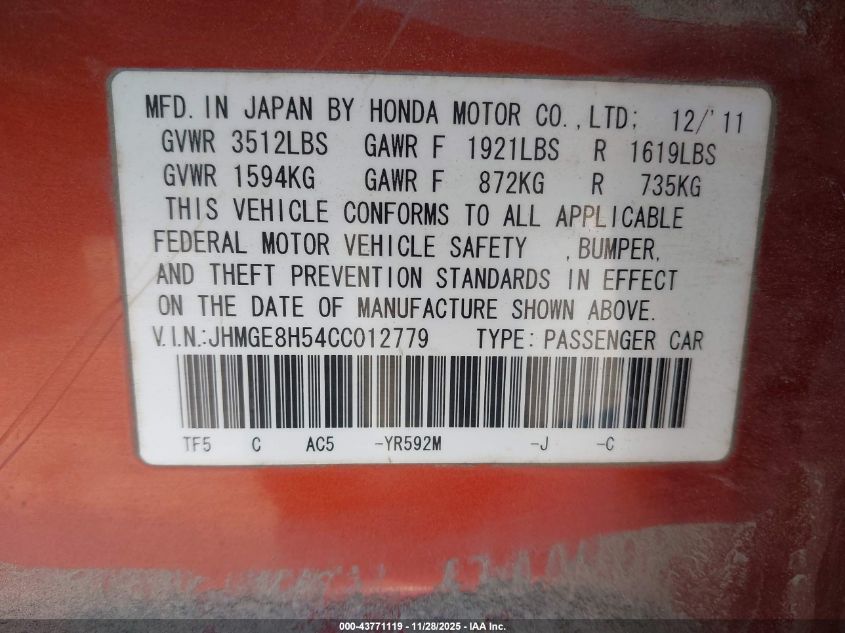 MFD. IN JAPAN BY HONDA MOTOR CO.,LTD; 12/'11
GVWR 3512LBS GAWR F 1921LBS R 1619LBS
GVWR 1594KG GAWR F 872KG R 735KG
THIS VEHICLE CONFORMS TO ALL APPLICABLE
FEDERAL MOTOR VEHICLE SAFETY ,BUMPER,
AND THEFT PREVENTION STANDARDS IN EFFECT
ON THE DATE OF MANUFACTURE SHOWN ABOVE.
V.I.N.:JHMGE8H54CC012779 TYPE: PASSENGER CAR
TF5 C AC5 -YR592M -J -C
000-43771119 - 11/28/2025 - IAA Inc.